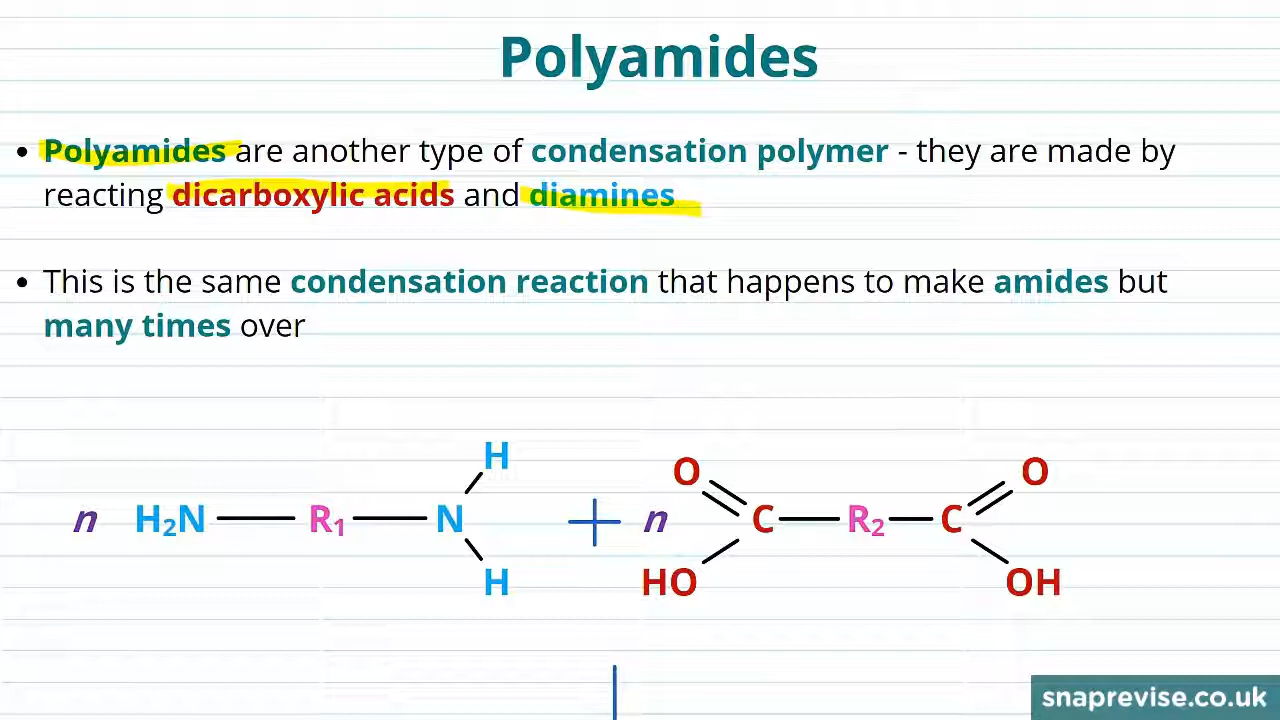 Polyamides
• Polyamides are another type of condensation polymer - they are made by
reacting dicarboxylic acids and diamines
• This is the same condensation reaction that happens to make amides but
many times over
H O O
n H₂N R₁ N + n C R₂ C
H HO OH
snaprevise.co.uk